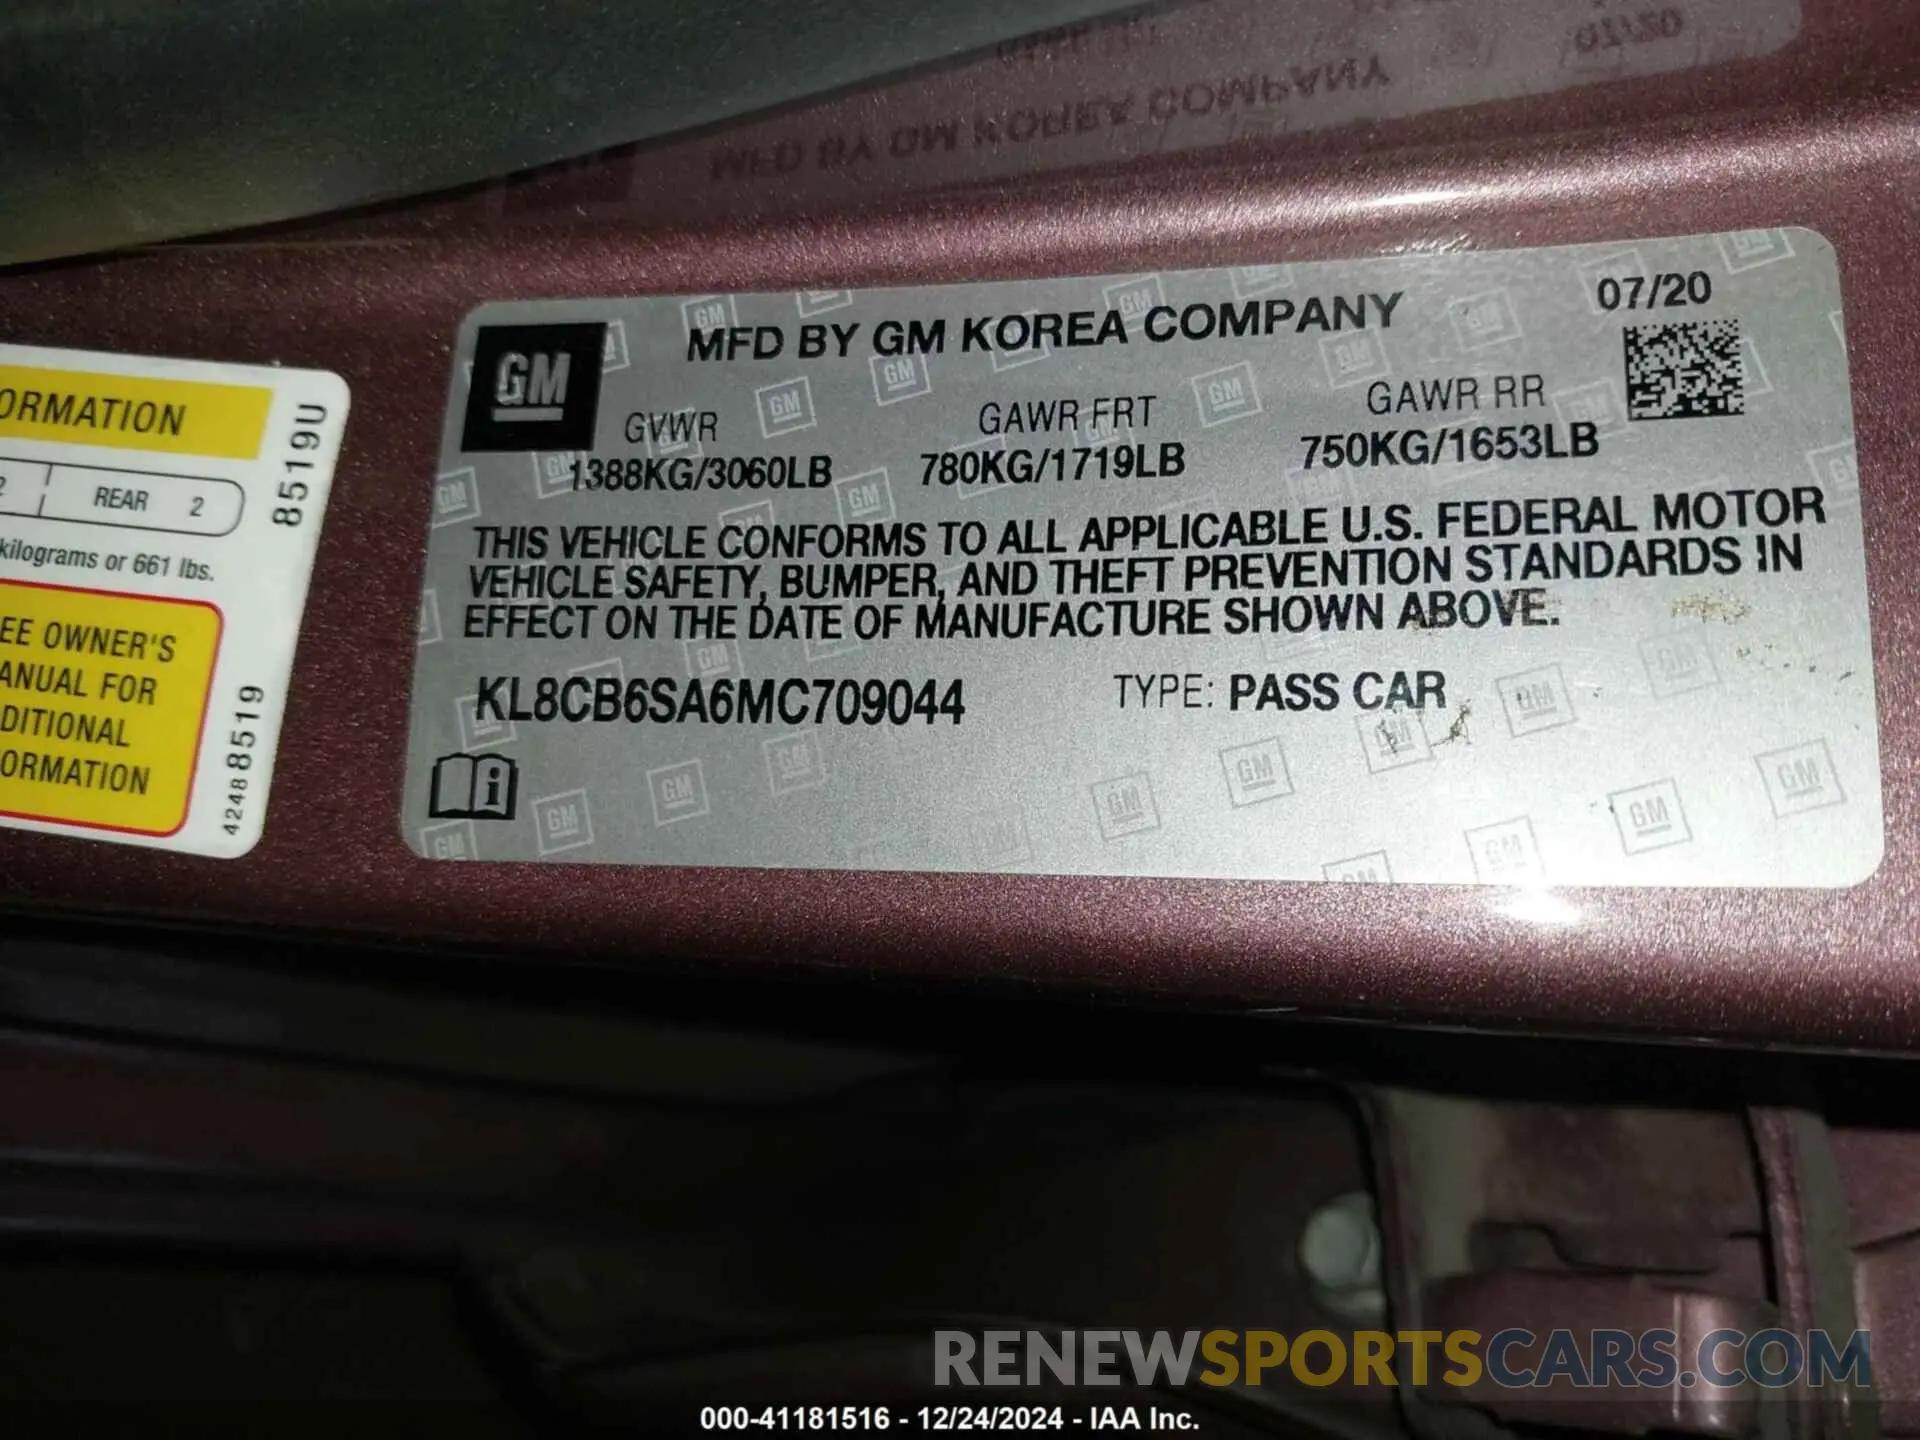 MFD BY GM KOREA COMPANY
07/20
GM
GVWR
GAWR FRT
GAWR RR
1388KG/3060LB
780KG/1719LB
750KG/1653LB
THIS VEHICLE CONFORMS TO ALL APPLICABLE U.S. FEDERAL MOTOR
VEHICLE SAFETY, BUMPER, AND THEFT PREVENTION STANDARDS IN
EFFECT ON THE DATE OF MANUFACTURE SHOWN ABOVE.
KL8CB6SA6MC709044
TYPE: PASS CAR
ORMATION
2
REAR 2
kilograms or 661 lbs.
EE OWNER'S
ANUAL FOR
DITIONAL
ORMATION
8519U
42488519
RENEWSPORTSCARS.COM
000-41181516 - 12/24/2024 - IAA Inc.